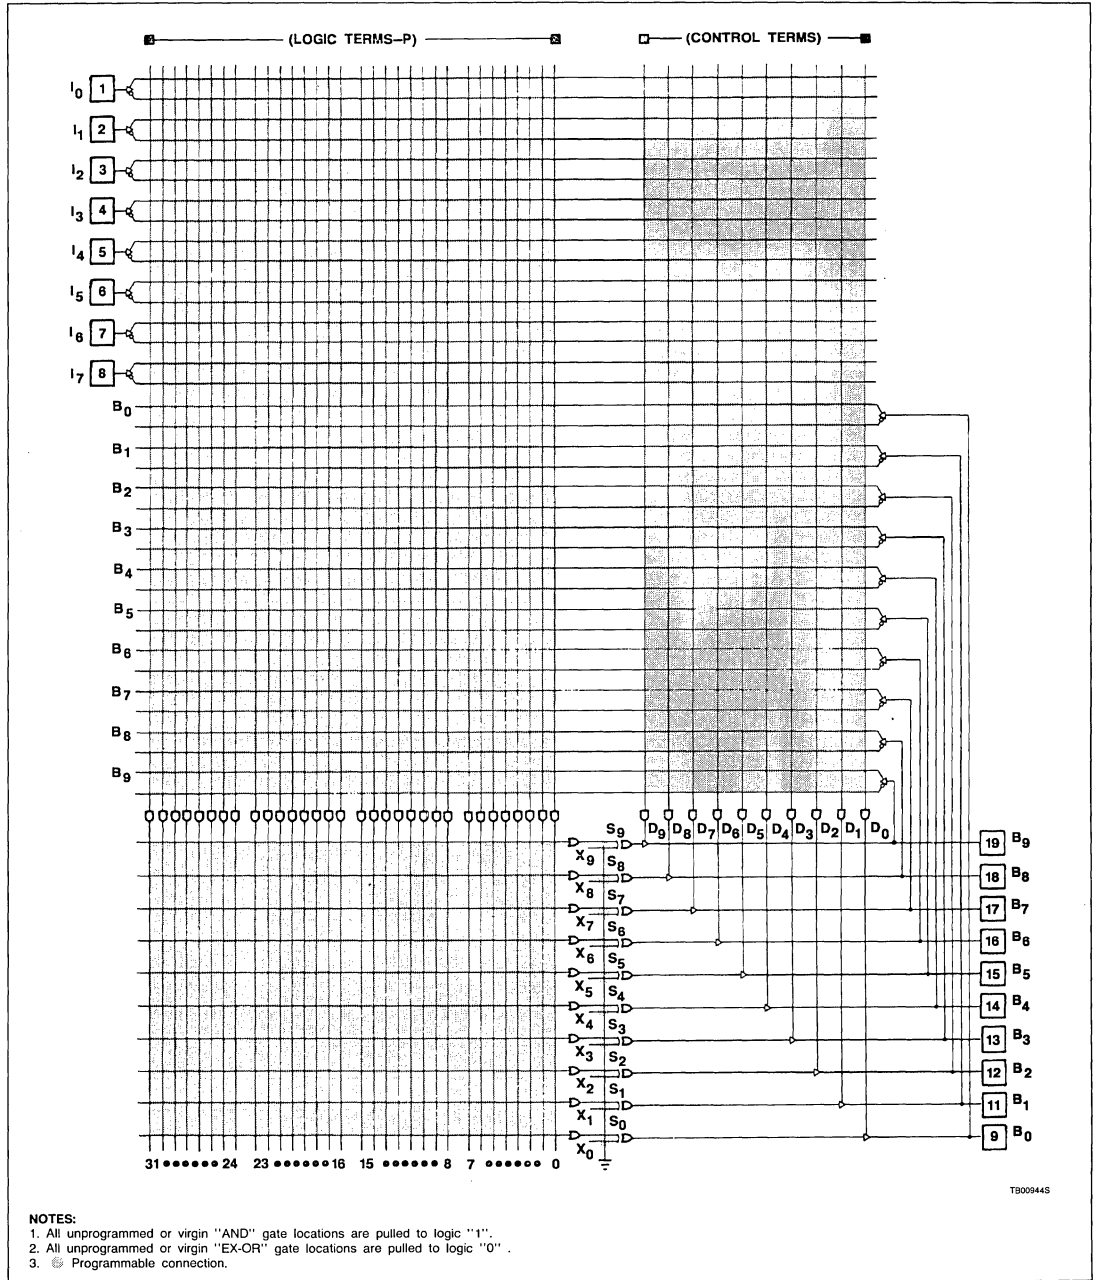 (LOGIC TERMS–P) (CONTROL TERMS)
I0 1
I1 2
I2 3
I3 4
I4 5
I5 6
I6 7
I7 8
B0
B1
B2
B3
B4
B5
B6
B7
B8
B9
S9 D9 D8 D7 D6 D5 D4 D3 D2 D1 D0
X9 19 B9
S8
X8 18 B8
S7
X7 17 B7
S6
X6 16 B6
S5
X5 15 B5
S4
X4 14 B4
S3
X3 13 B3
S2
X2 12 B2
S1
X1 11 B1
S0
X0 9 B0
31 24 23 16 15 8 7 0
TB00944S
NOTES:
1. All unprogrammed or virgin "AND" gate locations are pulled to logic "1".
2. All unprogrammed or virgin "EX-OR" gate locations are pulled to logic "0" .
3. Programmable connection.